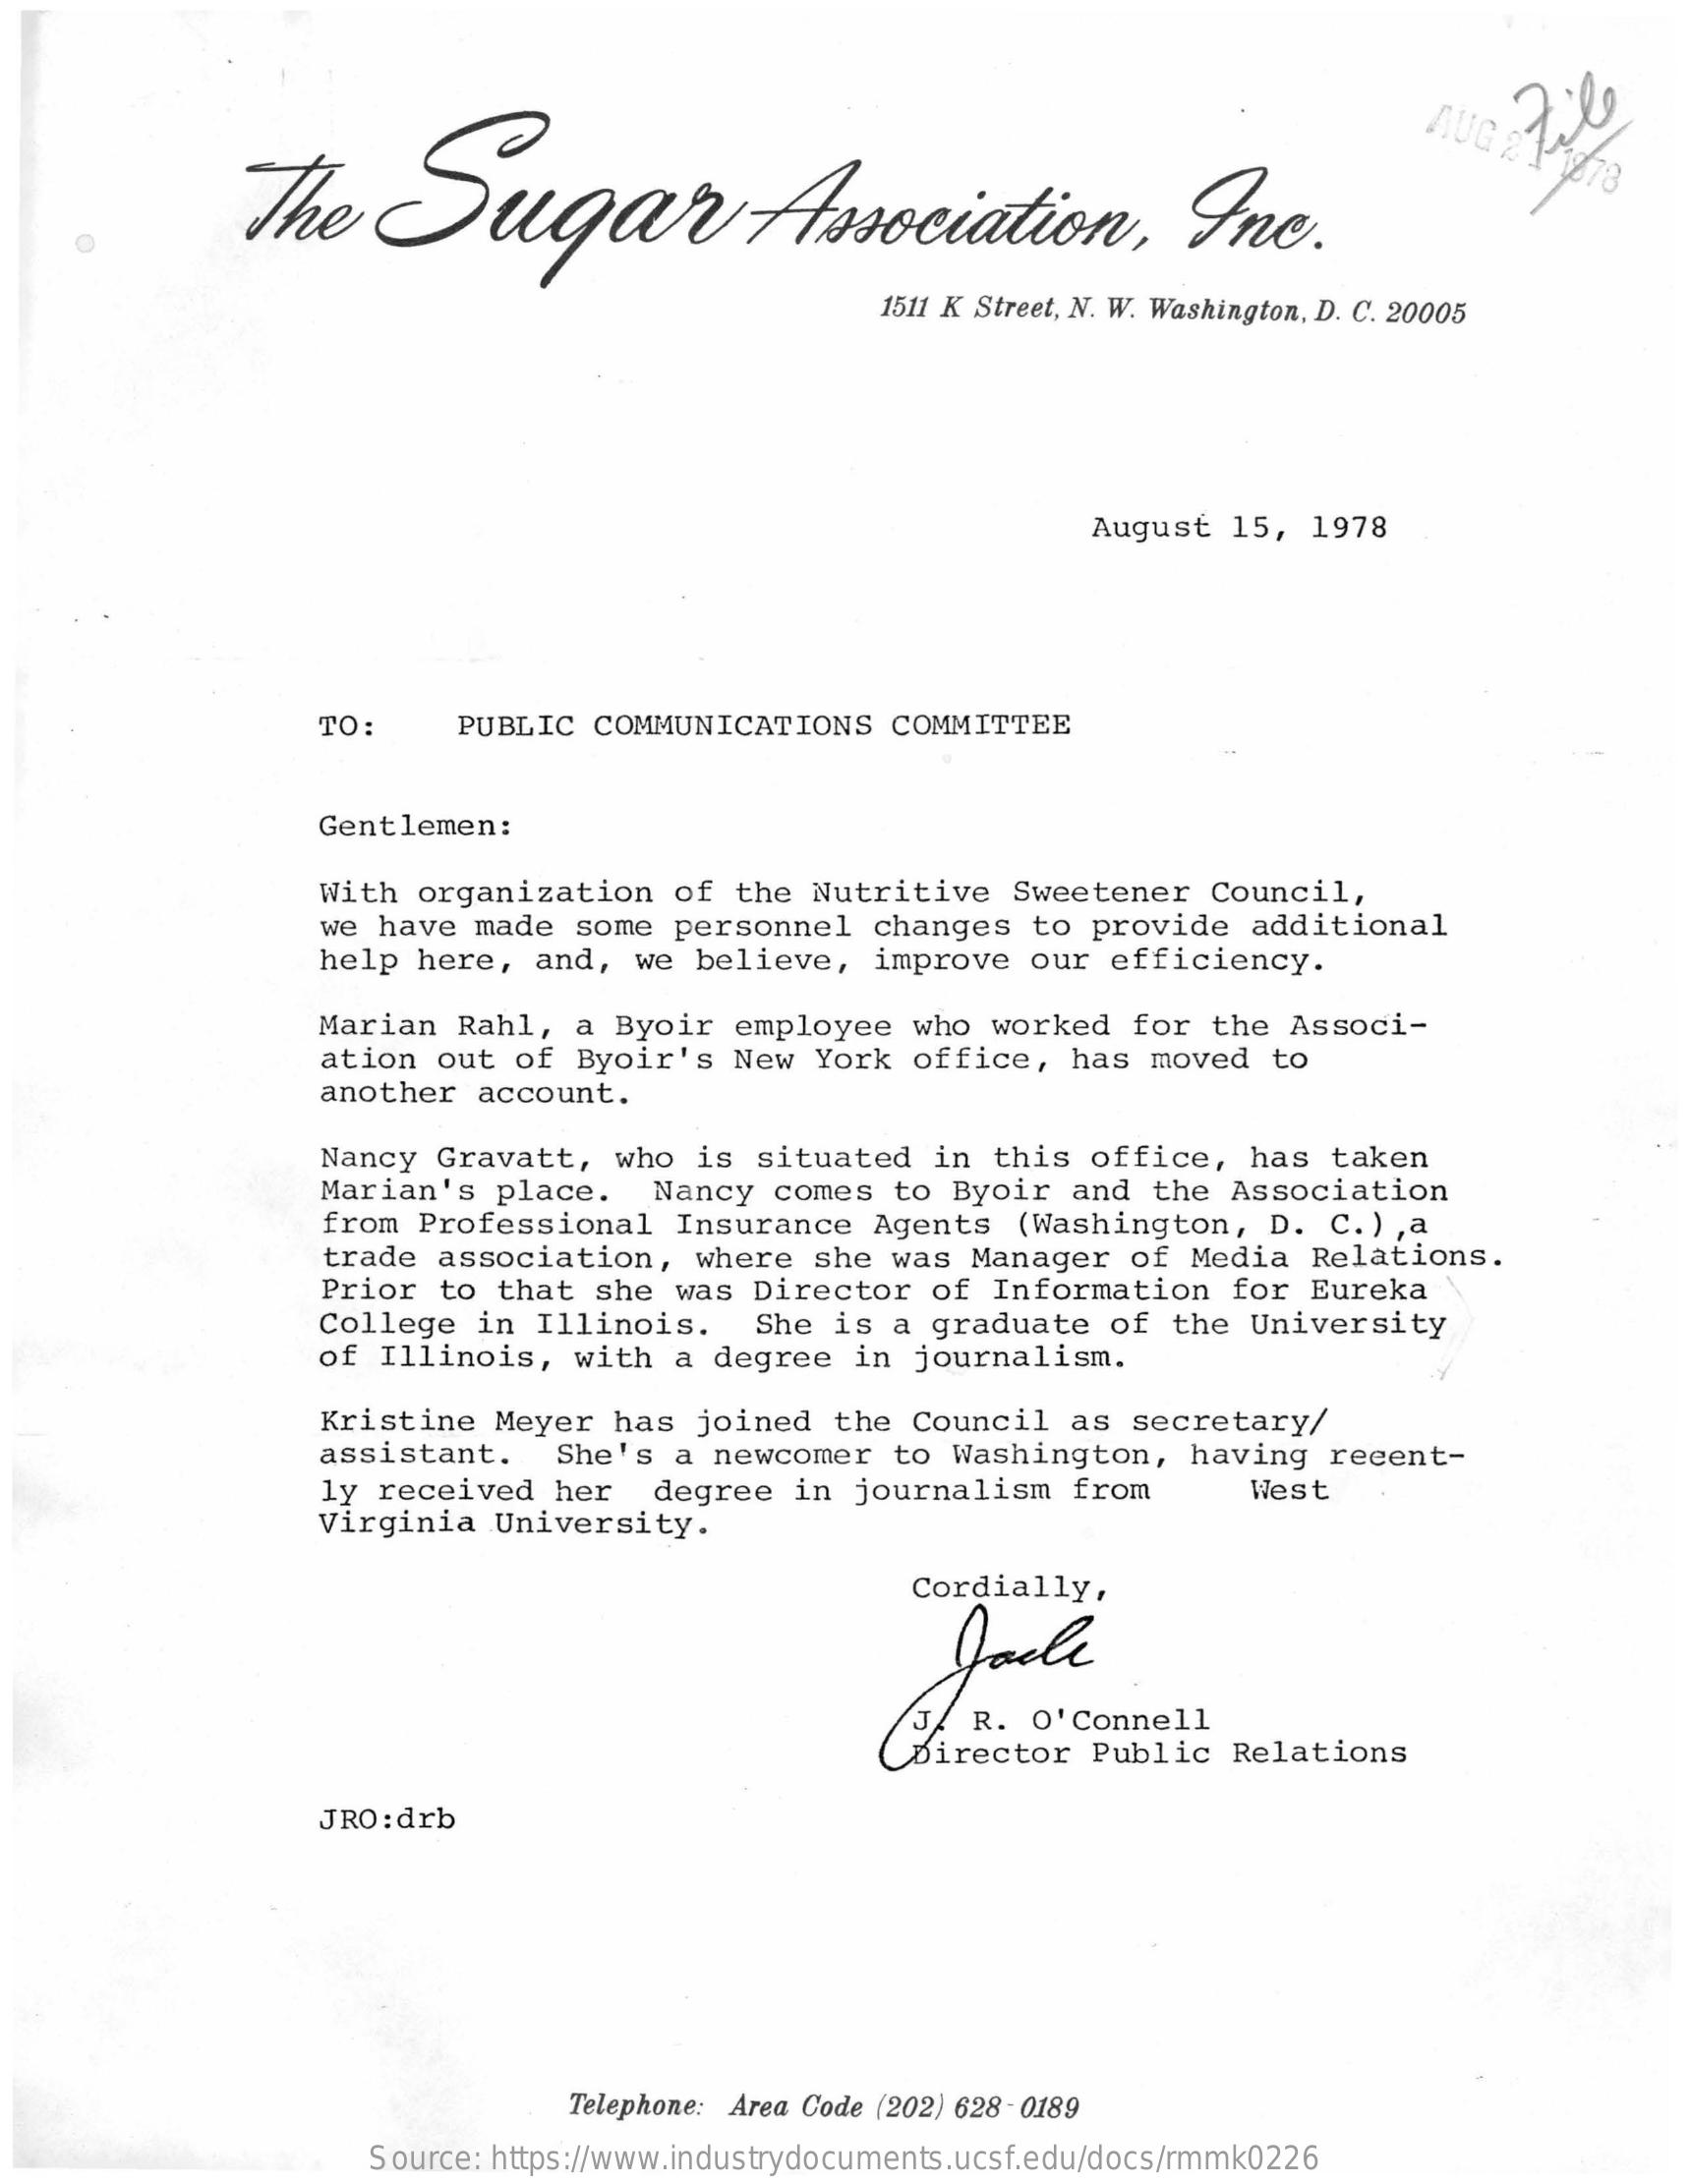 File
AUG 21 1978
The Sugar Association, Inc.
1511 K Street, N. W. Washington, D. C. 20005
August 15, 1978
TO: PUBLIC COMMUNICATIONS COMMITTEE
Gentlemen:
With organization of the Nutritive Sweetener Council,
we have made some personnel changes to provide additional
help here, and, we believe, improve our efficiency.
Marian Rahl, a Byoir employee who worked for the Associ-
ation out of Byoir's New York office, has moved to
another account.
Nancy Gravatt, who is situated in this office, has taken
Marian's place. Nancy comes to Byoir and the Association
from Professional Insurance Agents (Washington, D. C.),a
trade association, where she was Manager of Media Relations.
Prior to that she was Director of Information for Eureka
College in Illinois. She is a graduate of the University
of Illinois, with a degree in journalism.
Kristine Meyer has joined the Council as secretary/
assistant. She's a newcomer to Washington, having recent-
ly received her degree in journalism from West
Virginia University.
Cordially,
Jack
J. R. O'Connell
Director Public Relations
JRO:drb
Telephone: Area Code (202) 628-0189
Source: https://www.industrydocuments.ucsf.edu/docs/rmmk0226